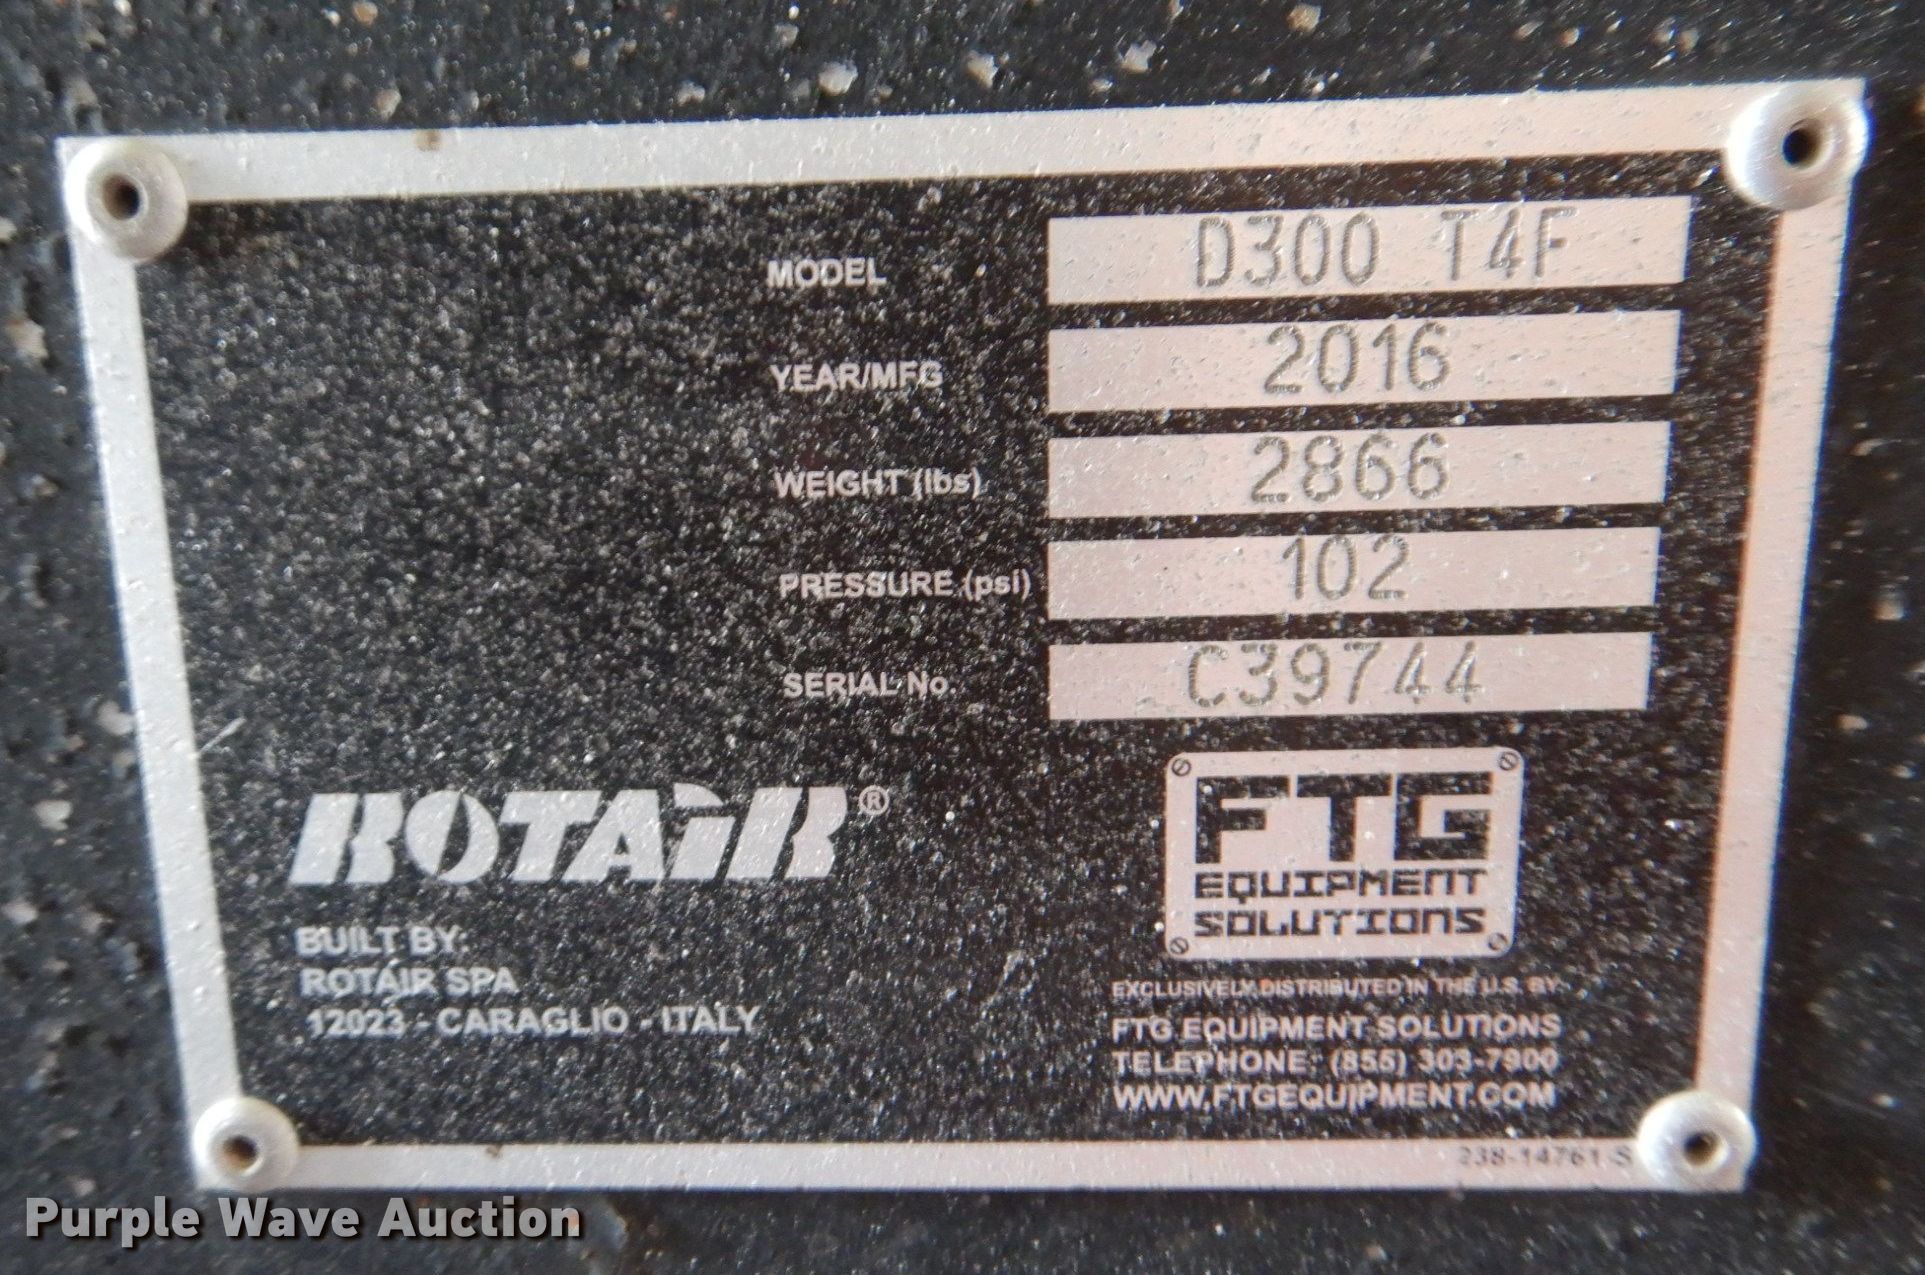 MODEL D300 T4F
YEAR/MFG 2016
WEIGHT (lbs) 2866
PRESSURE (psi) 102
SERIAL No. C39744
ROTAIR®
BUILT BY:
ROTAIR SPA
12023 - CARAGLIO - ITALY
FTG
EQUIPMENT
SOLUTIONS
EXCLUSIVELY DISTRIBUTED IN THE U.S. BY:
FTG EQUIPMENT SOLUTIONS
TELEPHONE: (855) 303-7900
WWW.FTGEQUIPMENT.COM
238-14761-S
Purple Wave Auction